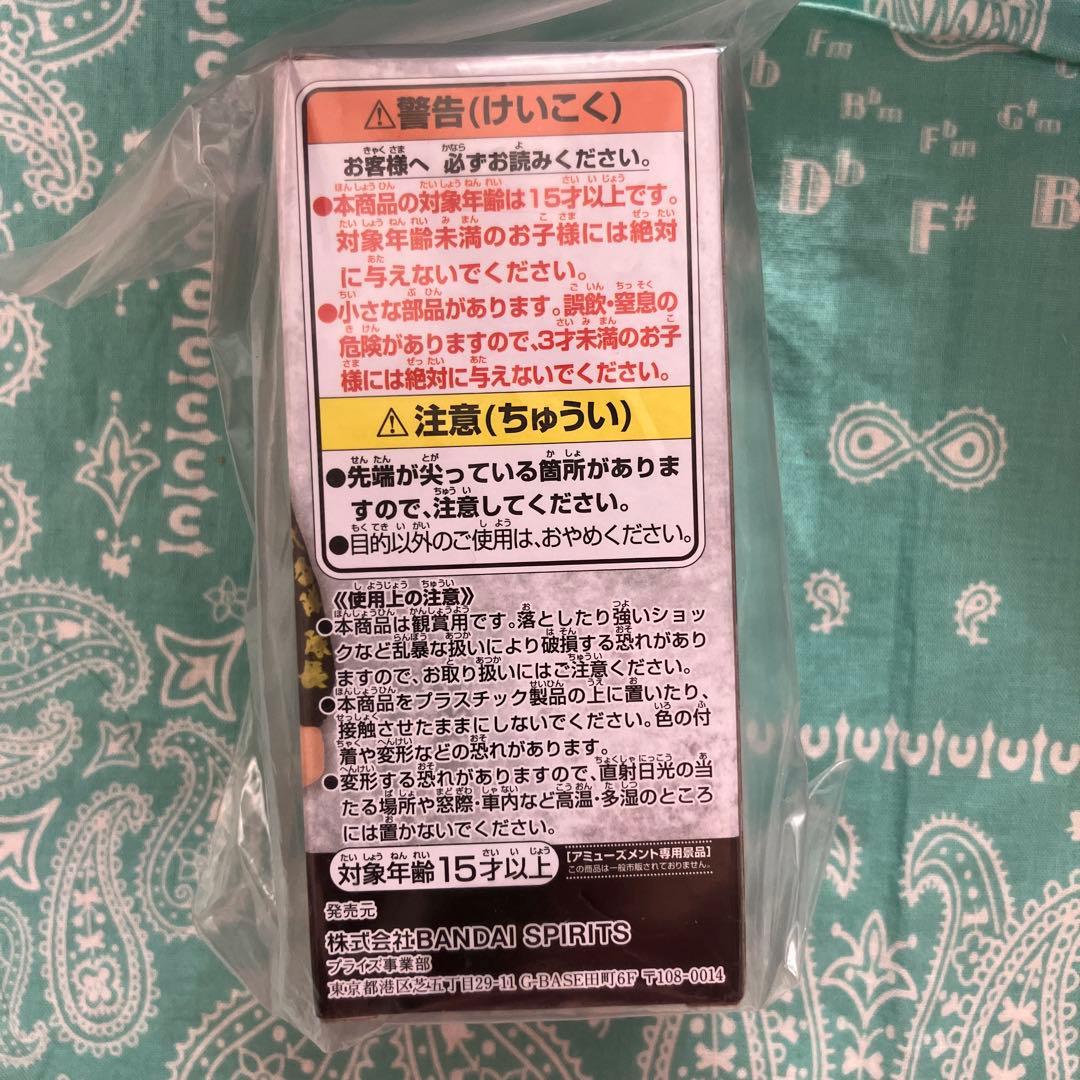 ⚠警告(けいこく)
お客様へ 必ずお読みください。
●本商品の対象年齢は15才以上です。
対象年齢未満のお子様には絶対
に与えないでください。
●小さな部品があります。誤飲・窒息の
危険がありますので、3才未満のお子
様には絶対に与えないでください。
⚠注意(ちゅうい)
●先端が尖っている箇所がありま
すので、注意してください。
●目的以外のご使用は、おやめください。
《使用上の注意》
●本商品は観賞用です。落としたり強いショッ
クなど乱暴な扱いにより破損する恐れがあり
ますので、お取り扱いにはご注意ください。
●本商品をプラスチック製品の上に置いたり、
接触させたままにしないでください。色の付
着や変形などの恐れがあります。
●変形する恐れがありますので、直射日光の当
たる場所や窓際・車内など高温・多湿のところ
には置かないでください。
対象年齢15才以上
[アミューズメント専用景品]
この商品は一般市販されておりません。
発売元
株式会社BANDAI SPIRITS
プライズ事業部
東京都港区芝五丁目29-11 G-BASE田町6F 〒108-0014
Fm
Db
Bbm
Fb
m
G#m
Db
F#
B